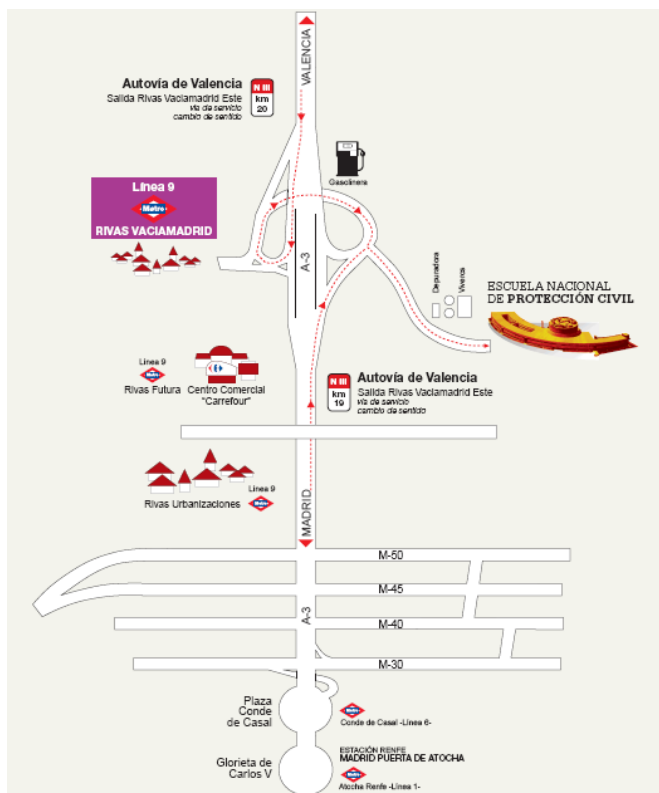 VALENCIA
Autovía de Valencia
Salida Rivas Vaciamadrid Este
vía de servicio
cambio de sentido
N III
km
20
Gasolinera
Línea 9
Metro
RIVAS VACIAMADRID
A-3
Depuradora
Viveros
ESCUELA NACIONAL
DE PROTECCIÓN CIVIL
Línea 9
Metro
Rivas Futura
Centro Comercial
"Carrefour"
N III
km
19
Autovía de Valencia
Salida Rivas Vaciamadrid Este
vía de servicio
cambio de sentido
Línea 9
Metro
Rivas Urbanizaciones
MADRID
M-50
M-45
A-3
M-40
M-30
Plaza
Conde
de Casal
Metro
Conde de Casal -Línea 6-
Glorieta de
Carlos V
ESTACIÓN RENFE
MADRID PUERTA DE ATOCHA
Metro
Atocha Renfe -Línea 1-